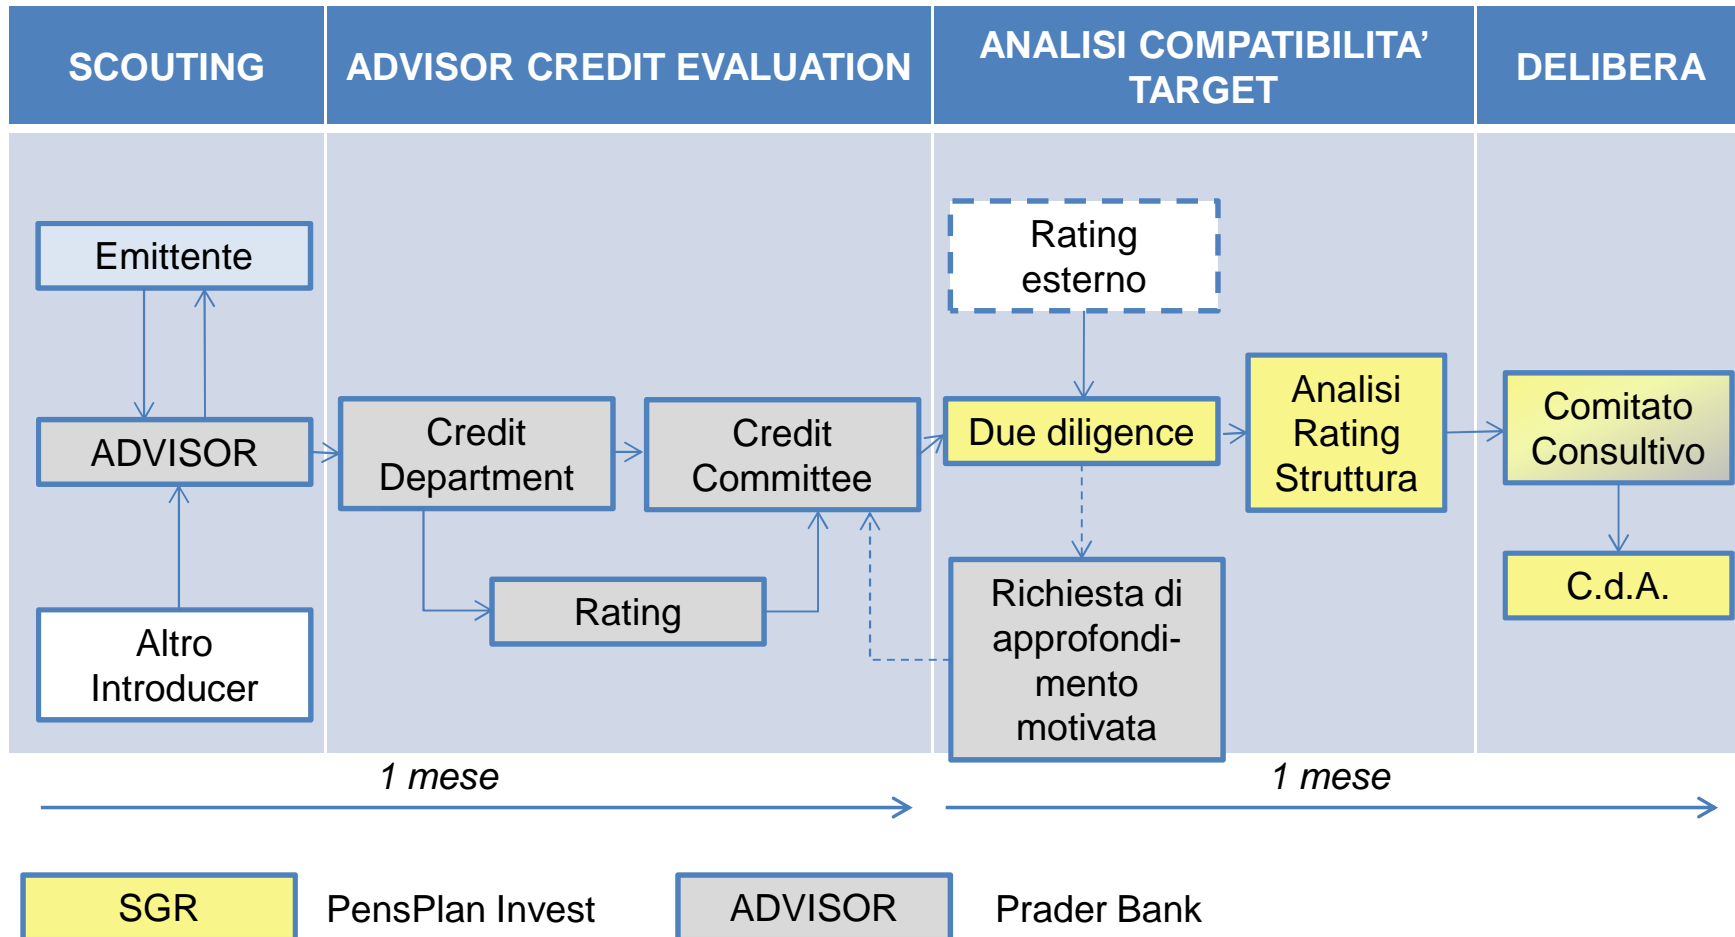 SCOUTING
ADVISOR CREDIT EVALUATION
ANALISI COMPATIBILITA’
TARGET
DELIBERA
Emittente
ADVISOR
Altro
Introducer
Credit
Department
Credit
Committee
Rating
Rating
esterno
Due diligence
Richiesta di
approfondi-
mento
motivata
Analisi
Rating
Struttura
Comitato
Consultivo
C.d.A.
1 mese
1 mese
SGR
PensPlan Invest
ADVISOR
Prader Bank